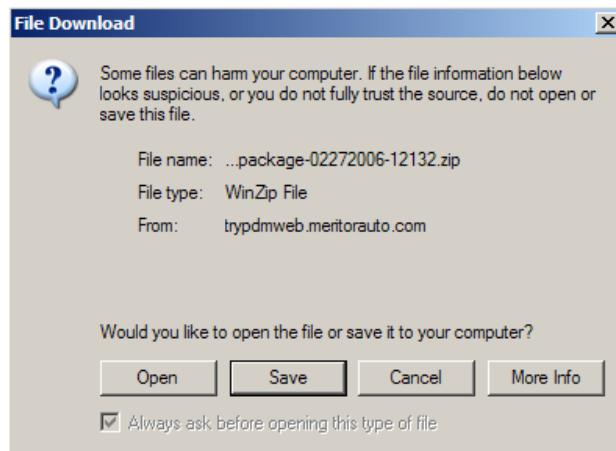 File Download
Some files can harm your computer. If the file information below
looks suspicious, or you do not fully trust the source, do not open or
save this file.
File name: ...package-02272006-12132.zip
File type: WinZip File
From: trypdmweb.meritorauto.com
Would you like to open the file or save it to your computer?
Open Save Cancel More Info
Always ask before opening this type of file